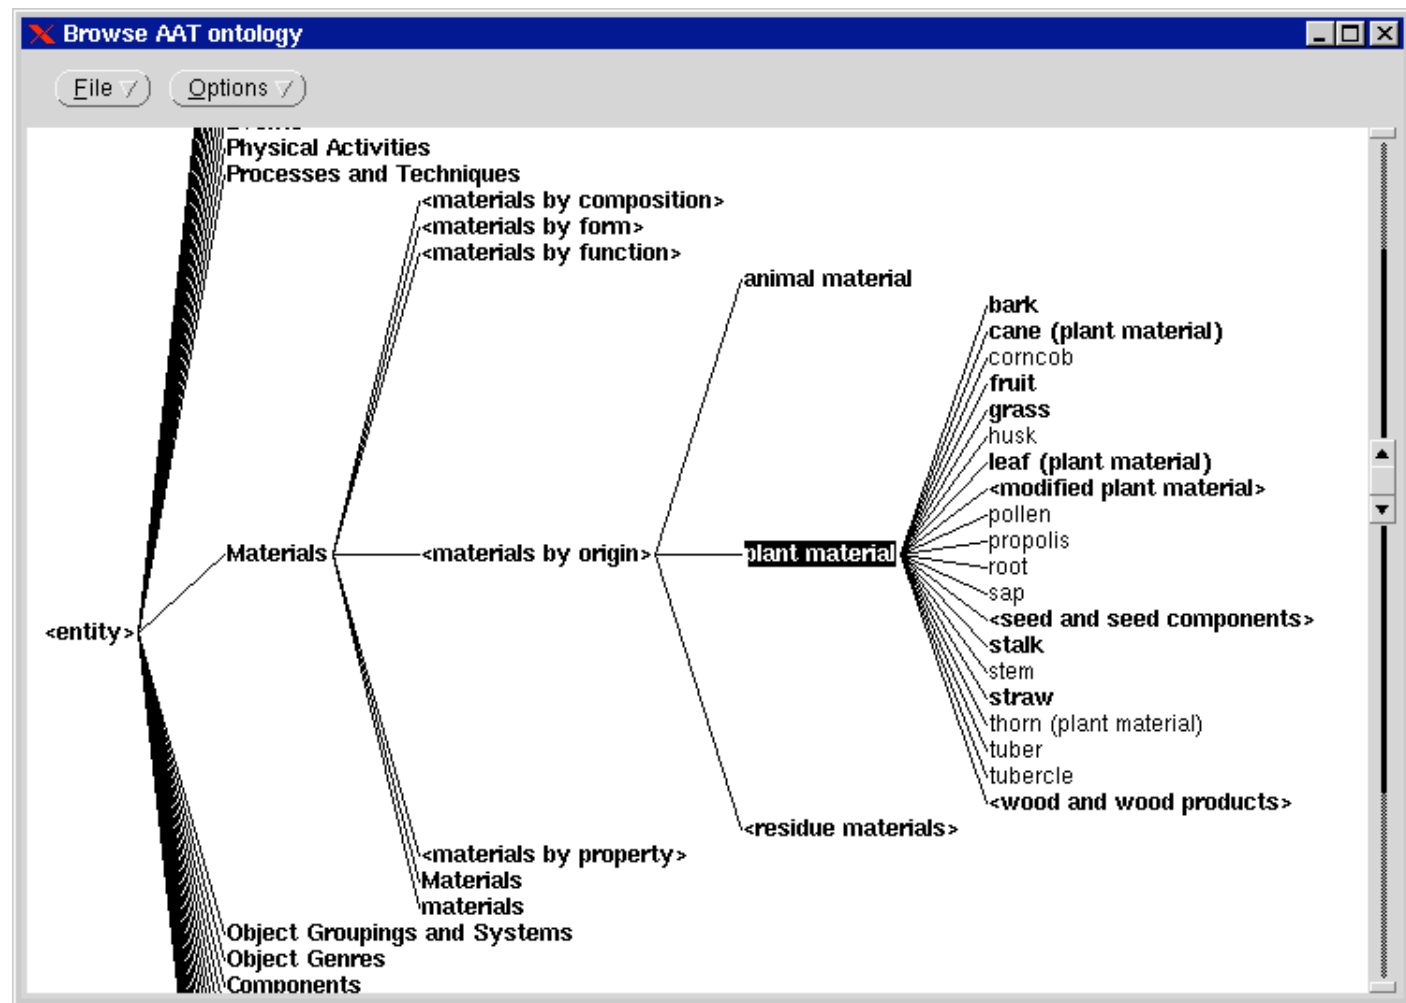 Browse AAT ontology
File
Options
Physical Activities
Processes and Techniques
<materials by composition>
<materials by form>
<materials by function>
animal material
bark
cane (plant material)
corncob
fruit
grass
husk
leaf (plant material)
<modified plant material>
pollen
propolis
Materials
<materials by origin>
plant material
root
sap
<seed and seed components>
<entity>
stalk
stem
straw
thorn (plant material)
tuber
tubercle
<wood and wood products>
<residue materials>
<materials by property>
Materials
materials
Object Groupings and Systems
Object Genres
Components